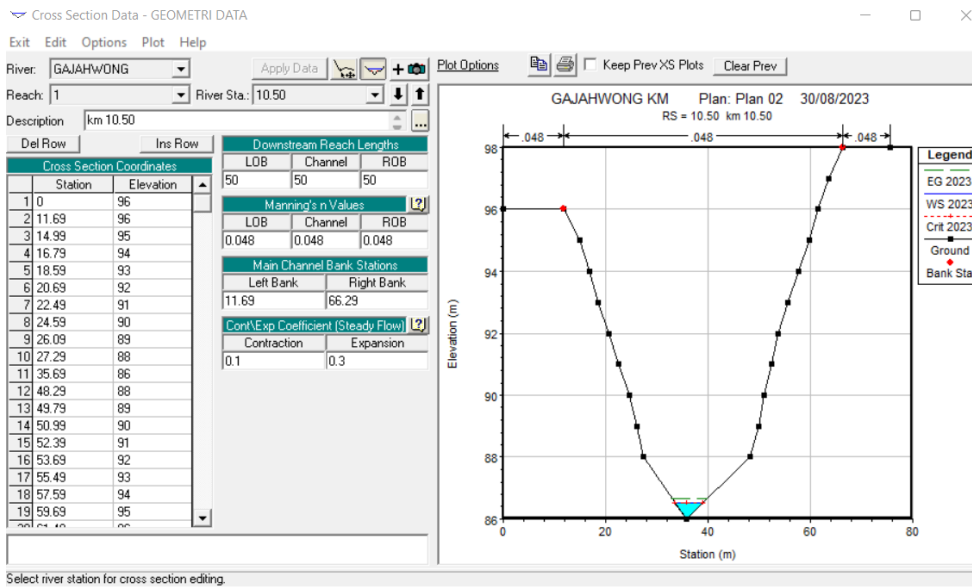 Cross Section Data - GEOMETRI DATA
Exit Edit Options Plot Help
River: GAJAHWONG Apply Data
Reach: 1 River Sta.: 10.50
Description km 10.50 ...
Del Row Ins Row
Cross Section Coordinates
Station Elevation
1 0 96
2 11.69 96
3 14.99 95
4 16.79 94
5 18.59 93
6 20.69 92
7 22.49 91
8 24.59 90
9 26.09 89
10 27.29 88
11 35.69 86
12 48.29 88
13 49.79 89
14 50.99 90
15 52.39 91
16 53.69 92
17 55.49 93
18 57.59 94
19 59.69 95
Downstream Reach Lengths
LOB Channel ROB
50 50 50
Manning's n Values
LOB Channel ROB
0.048 0.048 0.048
Main Channel Bank Stations
Left Bank Right Bank
11.69 66.29
Cont\Exp Coefficient (Steady Flow)
Contraction Expansion
0.1 0.3
Plot Options Keep Prev XS Plots Clear Prev
GAJAHWONG KM Plan: Plan 02 30/08/2023
RS = 10.50 km 10.50
.048 .048 .048
98
96
94
92
90
88
86
0 20 40 60 80
Station (m)
Elevation (m)
Legend
EG 2023
WS 2023
Crit 2023
Ground
Bank Sta
Select river station for cross section editing.